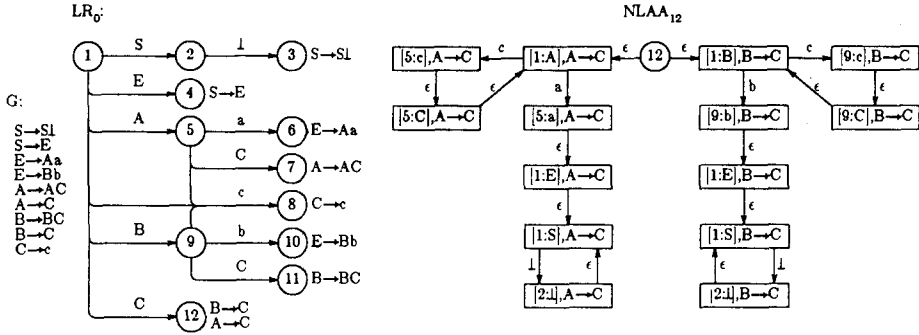 LR₀:
NLAA₁₂
G:
S→S⊥
S→E
E→Aa
E→Bb
A→AC
A→C
B→BC
B→C
C→c
1
S
2
⊥
3
S→S⊥
E
4
S→E
A
5
a
6
E→Aa
C
7
A→AC
c
8
C→c
B
9
b
10
E→Bb
C
11
B→BC
C
12
B→C
A→C
[5:c],A→C
c
[1:A],A→C
ϵ
12
ϵ
[1:B],B→C
c
[9:c],B→C
ϵ
ϵ
a
b
ϵ
ϵ
[5:C],A→C
[5:a],A→C
[9:b],B→C
[9:C],B→C
ϵ
ϵ
[1:E],A→C
[1:E],B→C
ϵ
ϵ
[1:S],A→C
[1:S],B→C
⊥
ϵ
ϵ
⊥
[2:⊥],A→C
[2:⊥],B→C